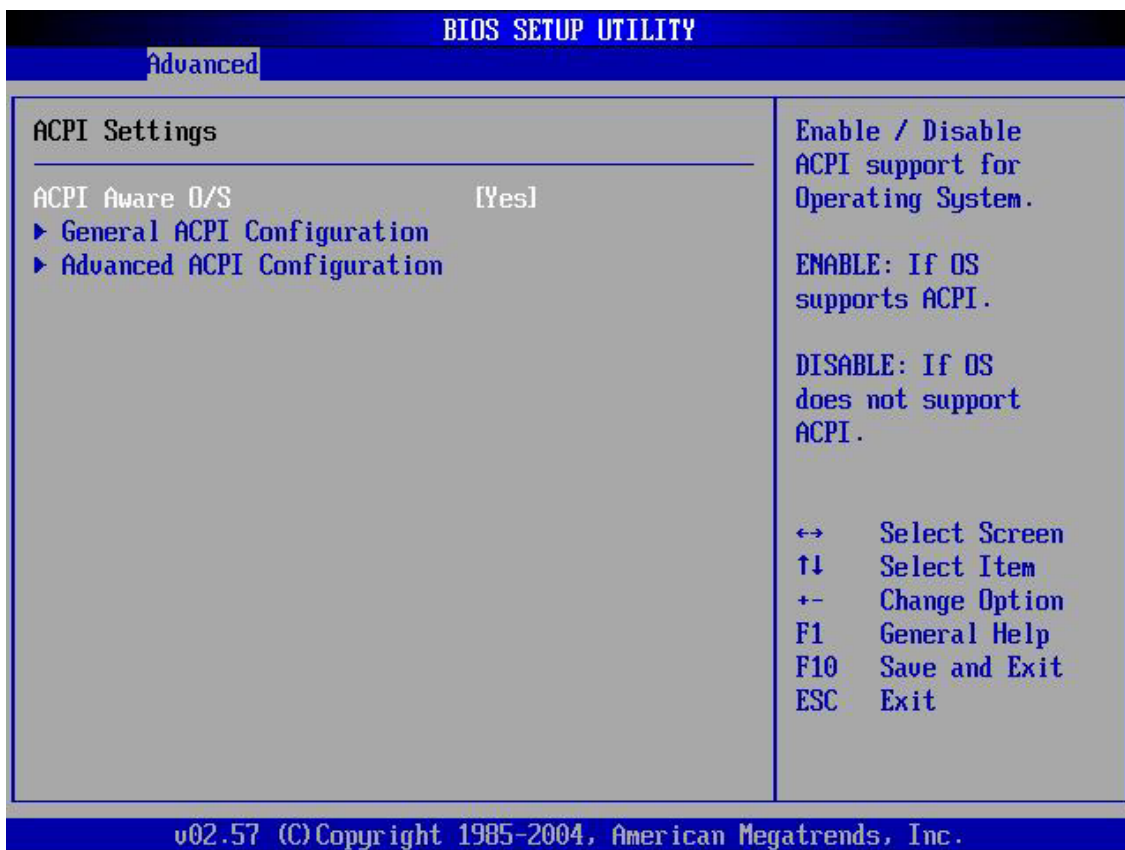 BIOS SETUP UTILITY
Advanced
ACPI Settings
ACPI Aware O/S [Yes]
▶ General ACPI Configuration
▶ Advanced ACPI Configuration
Enable / Disable
ACPI support for
Operating System.
ENABLE: If OS
supports ACPI.
DISABLE: If OS
does not support
ACPI.
←→ Select Screen
↑↓ Select Item
+- Change Option
F1 General Help
F10 Save and Exit
ESC Exit
v02.57 (C)Copyright 1985-2004, American Megatrends, Inc.